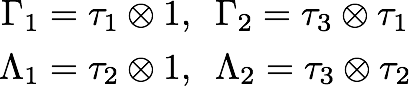 Γ₁ = τ₁ ⊗ 1, Γ₂ = τ₃ ⊗ τ₁
Λ₁ = τ₂ ⊗ 1, Λ₂ = τ₃ ⊗ τ₂